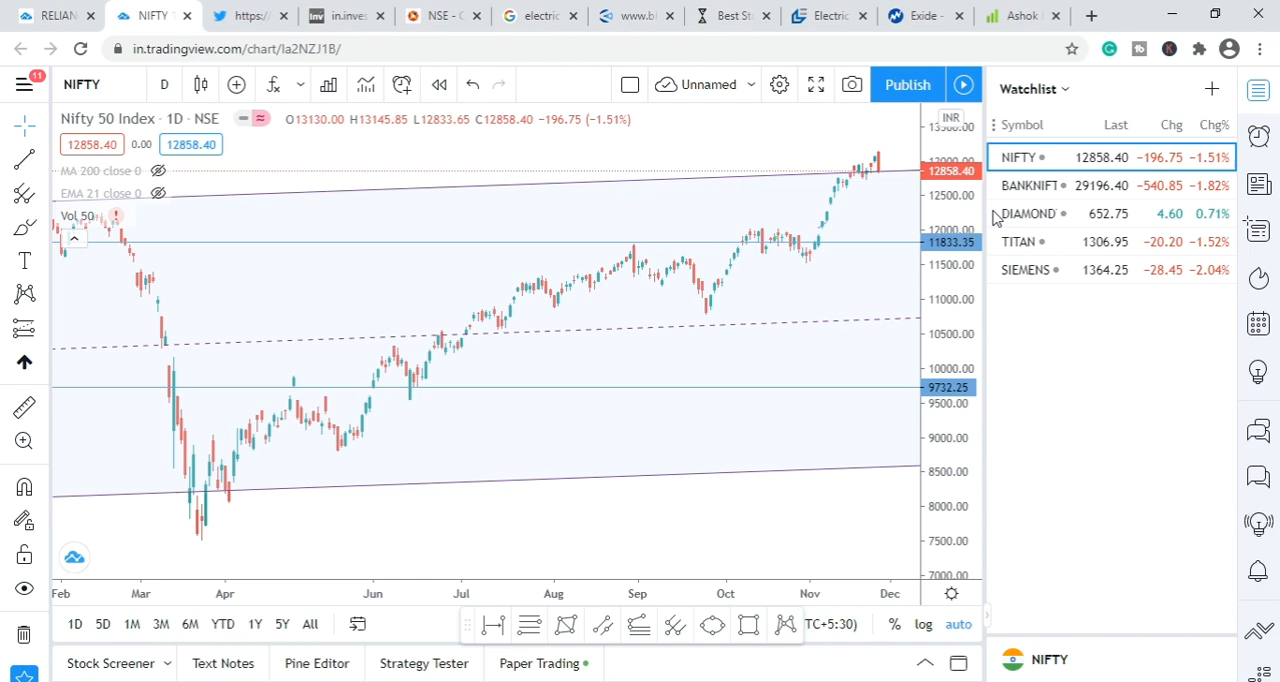 RELIAN
NIFTY 1
https:/
in.inves
NSE - C
electric
www.bl
Best St
Electric
Exide -
Ashok
in.tradingview.com/chart/Ia2NZJ1B/
11
NIFTY
D
Unnamed
Publish
Watchlist
Nifty 50 Index · 1D · NSE
O13130.00 H13145.85 L12833.65 C12858.40 −196.75 (−1.51%)
INR
12858.40 0.00 12858.40
MA 200 close 0
EMA 21 close 0
Vol 50
Symbol Last Chg Chg%
NIFTY 12858.40 −196.75 −1.51%
BANKNIFT 29196.40 −540.85 −1.82%
DIAMOND 652.75 4.60 0.71%
TITAN 1306.95 −20.20 −1.52%
SIEMENS 1364.25 −28.45 −2.04%
12858.40
12500.00
12000.00
11833.35
11500.00
11000.00
10500.00
10000.00
9732.25
9500.00
9000.00
8500.00
8000.00
7500.00
7000.00
Feb Mar Apr Jun Jul Aug Sep Oct Nov Dec
1D 5D 1M 3M 6M YTD 1Y 5Y All
TC+5:30) % log auto
Stock Screener Text Notes Pine Editor Strategy Tester Paper Trading
NIFTY